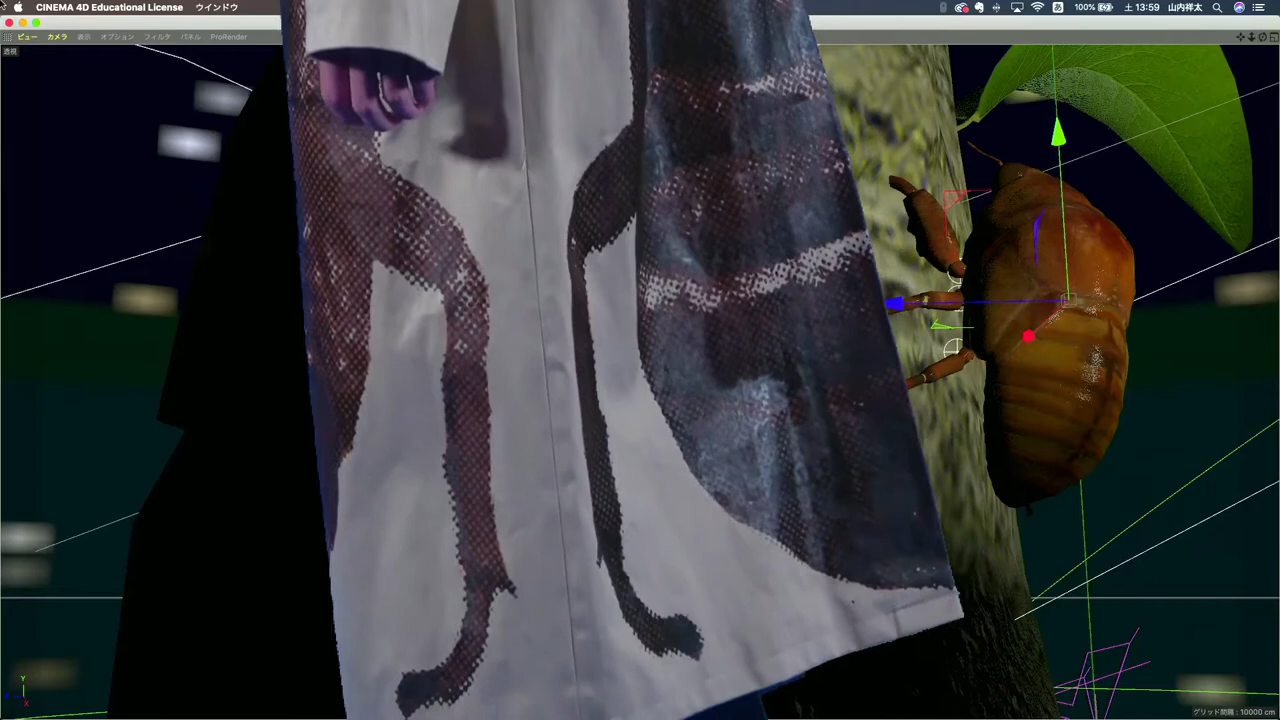 CINEMA 4D Educational License ウインドウ 100% 土 13:59 山内祥太
ビュー カメラ 表示 オプション フィルタ パネル ProRender
透視
Y
X
グリッド間隔 : 10000 cm